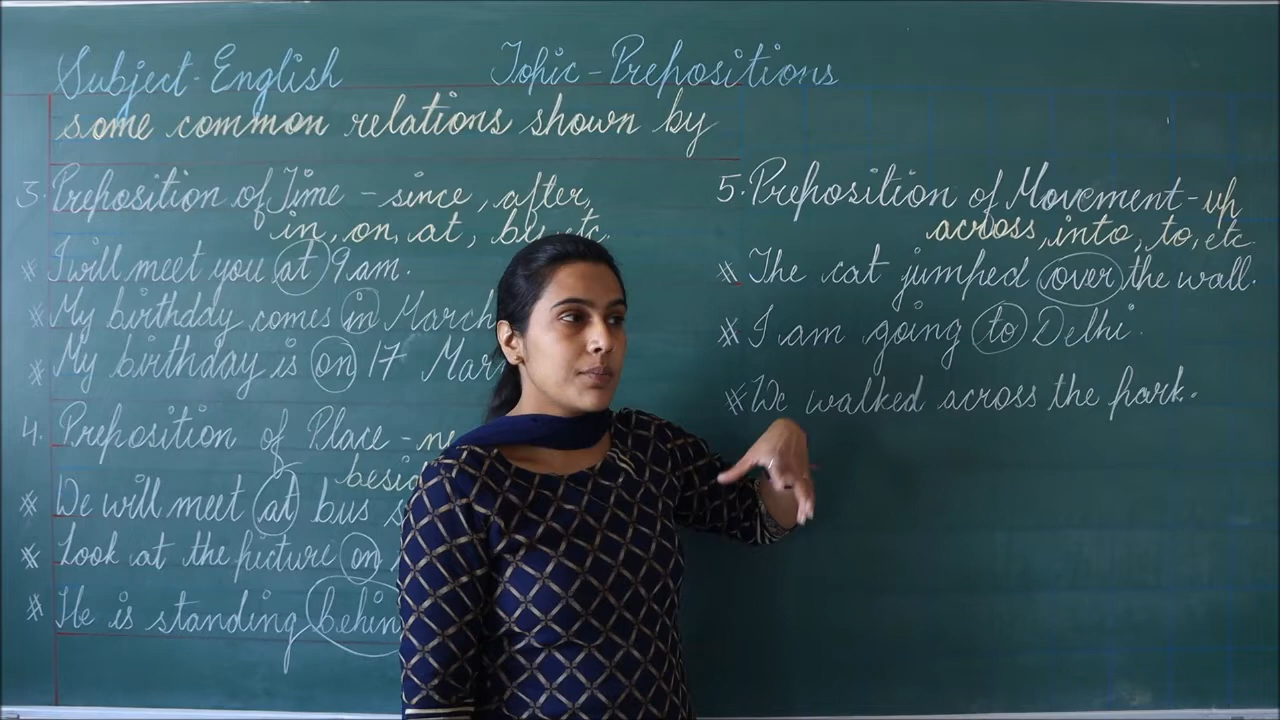 Subject-English
Topic-Prepositions
some common relations shown by
3. Preposition of Time - since, after,
in, on, at, by etc.
# I will meet you at 9 am.
# My birthday comes in March
# My birthday is on 17 Mar
4. Preposition of Place - ne
besid
# We will meet at bus s
# Look at the picture on
# He is standing behin
5. Preposition of Movement - up
across, into, to, etc.
# The cat jumped over the wall.
# I am going to Delhi.
# We walked across the park.